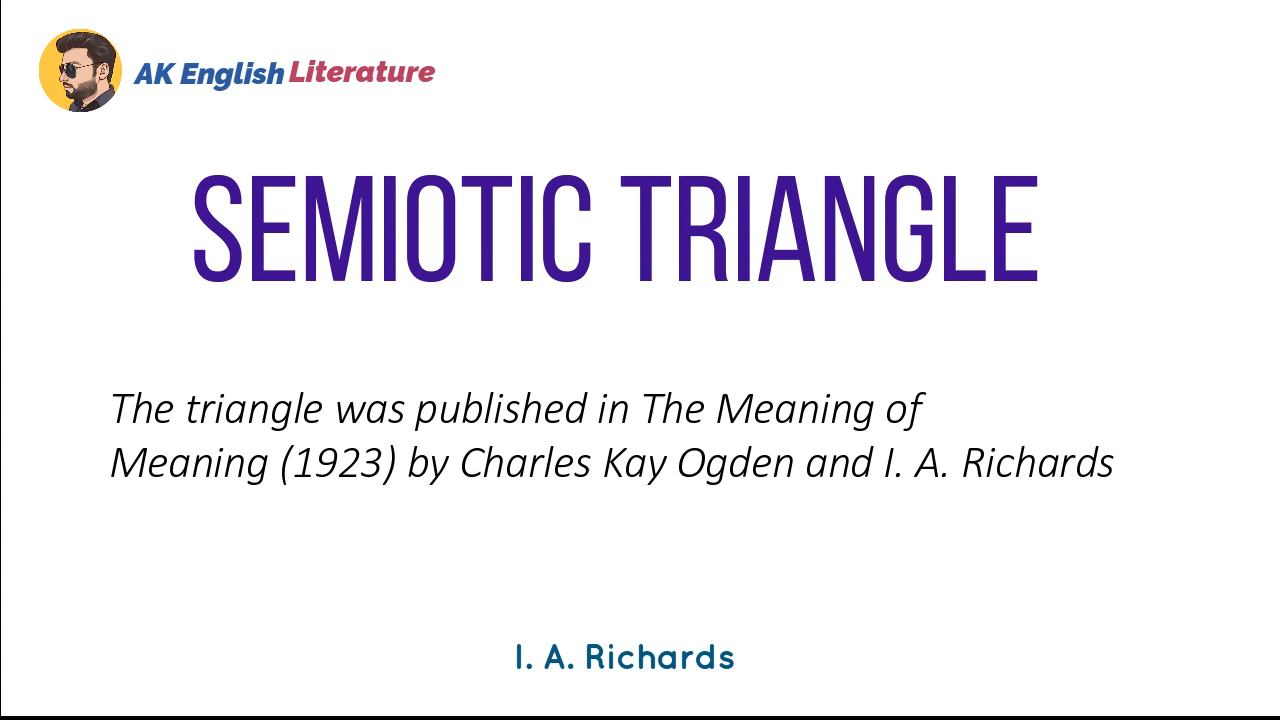 AK English Literature
SEMIOTIC TRIANGLE
The triangle was published in The Meaning of
Meaning (1923) by Charles Kay Ogden and I. A. Richards
I. A. Richards